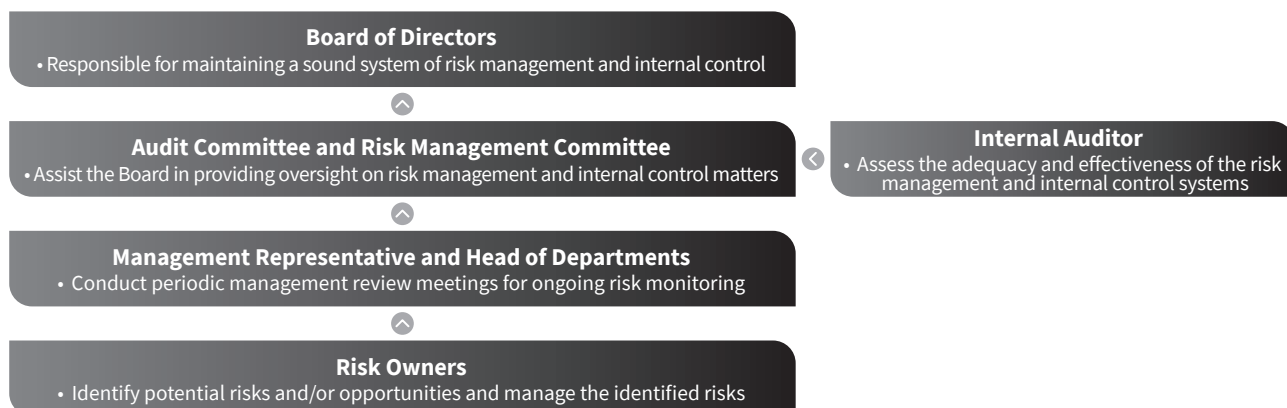 Board of Directors
• Responsible for maintaining a sound system of risk management and internal control
Audit Committee and Risk Management Committee
• Assist the Board in providing oversight on risk management and internal control matters
Internal Auditor
• Assess the adequacy and effectiveness of the risk
management and internal control systems
Management Representative and Head of Departments
• Conduct periodic management review meetings for ongoing risk monitoring
Risk Owners
• Identify potential risks and/or opportunities and manage the identified risks